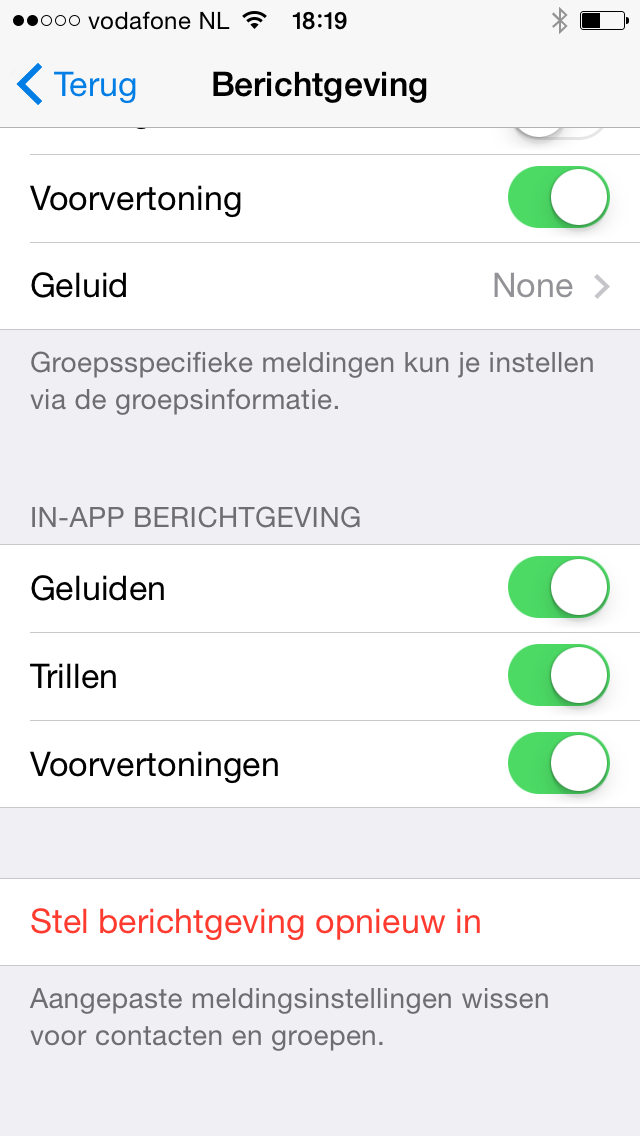 vodafone NL 18:19
Terug Berichtgeving
Voorvertoning
Geluid None
Groepsspecifieke meldingen kun je instellen
via de groepsinformatie.
IN-APP BERICHTGEVING
Geluiden
Trillen
Voorvertoningen
Stel berichtgeving opnieuw in
Aangepaste meldingsinstellingen wissen
voor contacten en groepen.